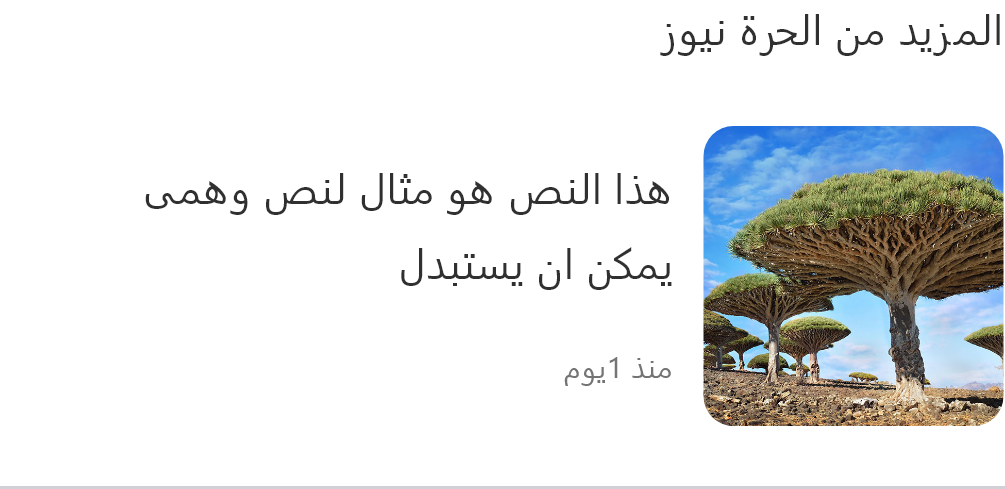 المزيد من الحرة نيوز
هذا النص هو مثال لنص وهمى
يمكن ان يستبدل
منذ 1يوم